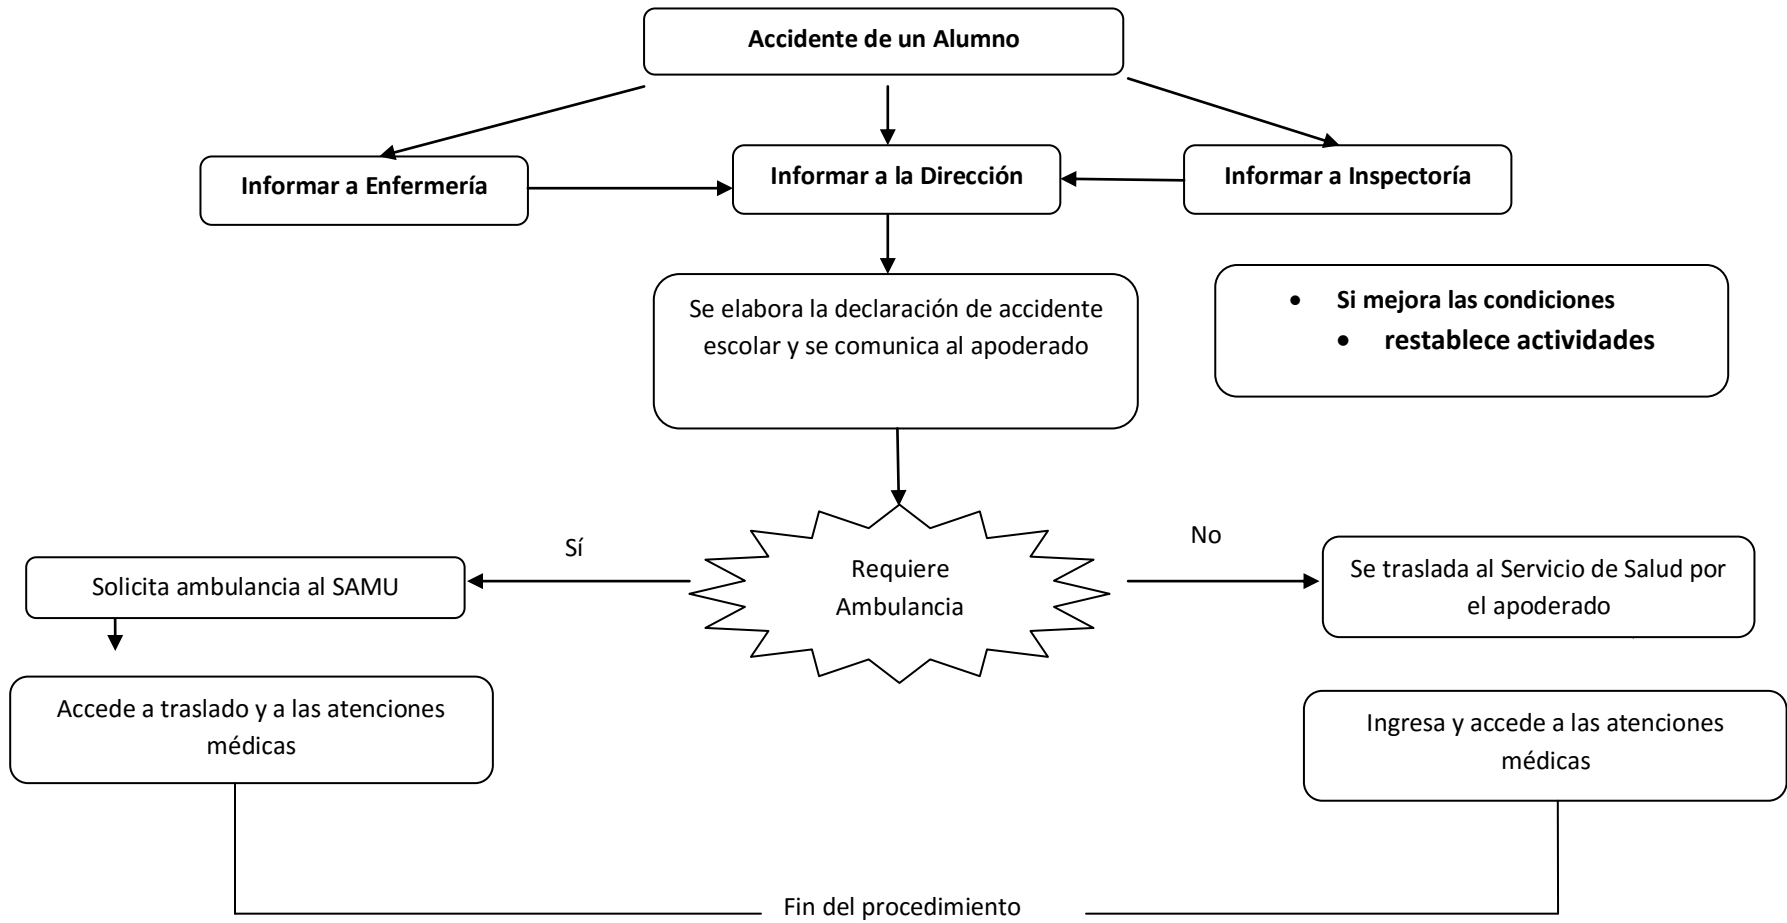 Accidente de un Alumno
Informar a Enfermería
Informar a la Dirección
Informar a Inspectoría
Se elabora la declaración de accidente
escolar y se comunica al apoderado
• Si mejora las condiciones
• restablece actividades
Sí
No
Solicita ambulancia al SAMU
Requiere
Ambulancia
Se traslada al Servicio de Salud por
el apoderado
Accede a traslado y a las atenciones
médicas
Ingresa y accede a las atenciones
médicas
Fin del procedimiento